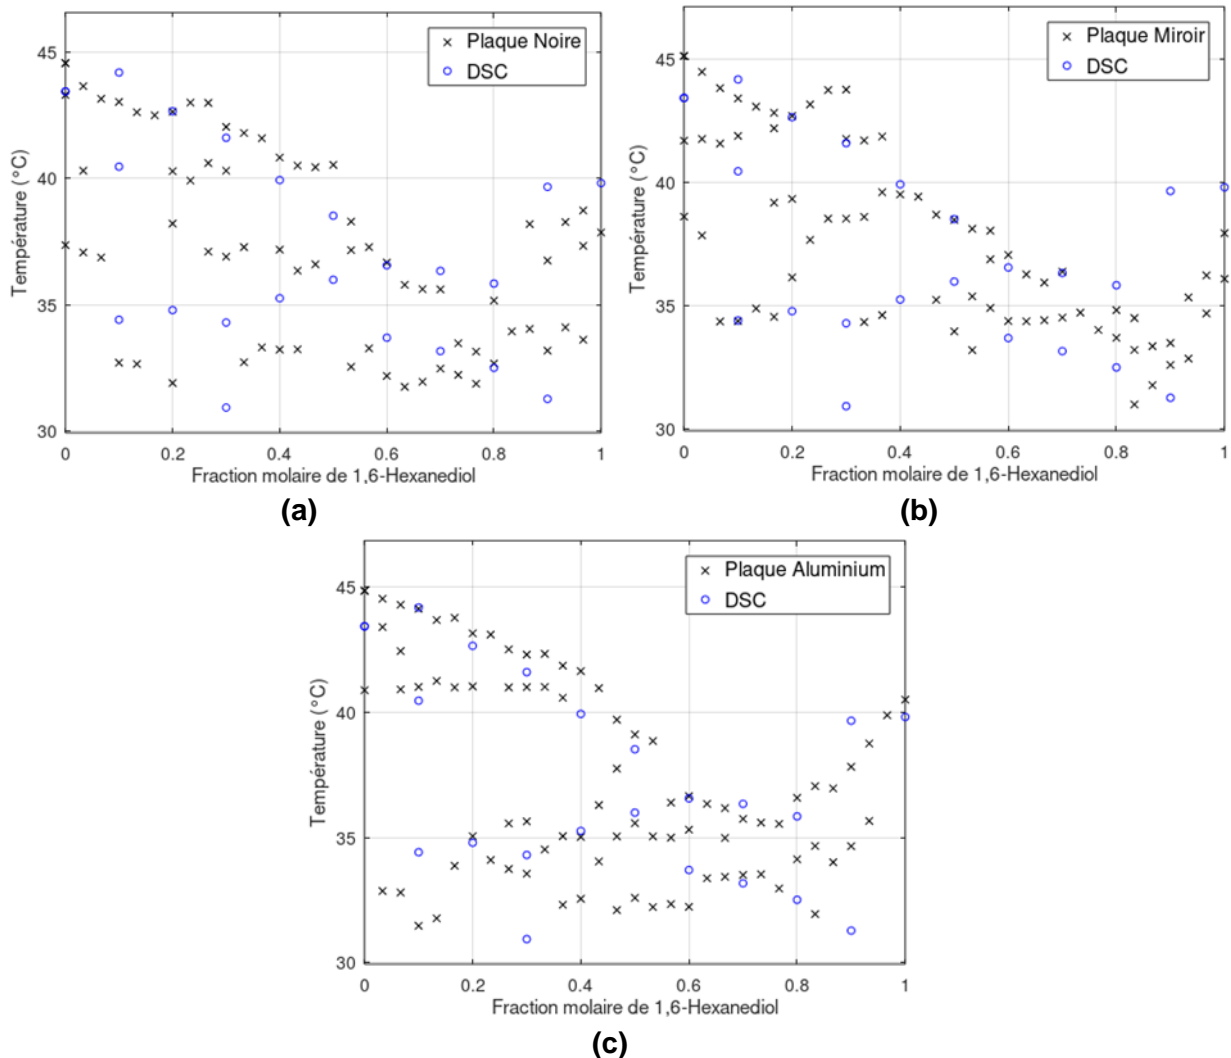 45
40
35
30
Température (°C)
Plaque Noire
DSC
0
0.2
0.4
0.6
0.8
1
Fraction molaire de 1,6-Hexanediol
(a)
45
40
35
30
Température (°C)
Plaque Miroir
DSC
0
0.2
0.4
0.6
0.8
1
Fraction molaire de 1,6-Hexanediol
(b)
45
40
35
30
Température (°C)
Plaque Aluminium
DSC
0
0.2
0.4
0.6
0.8
1
Fraction molaire de 1,6-Hexanediol
(c)